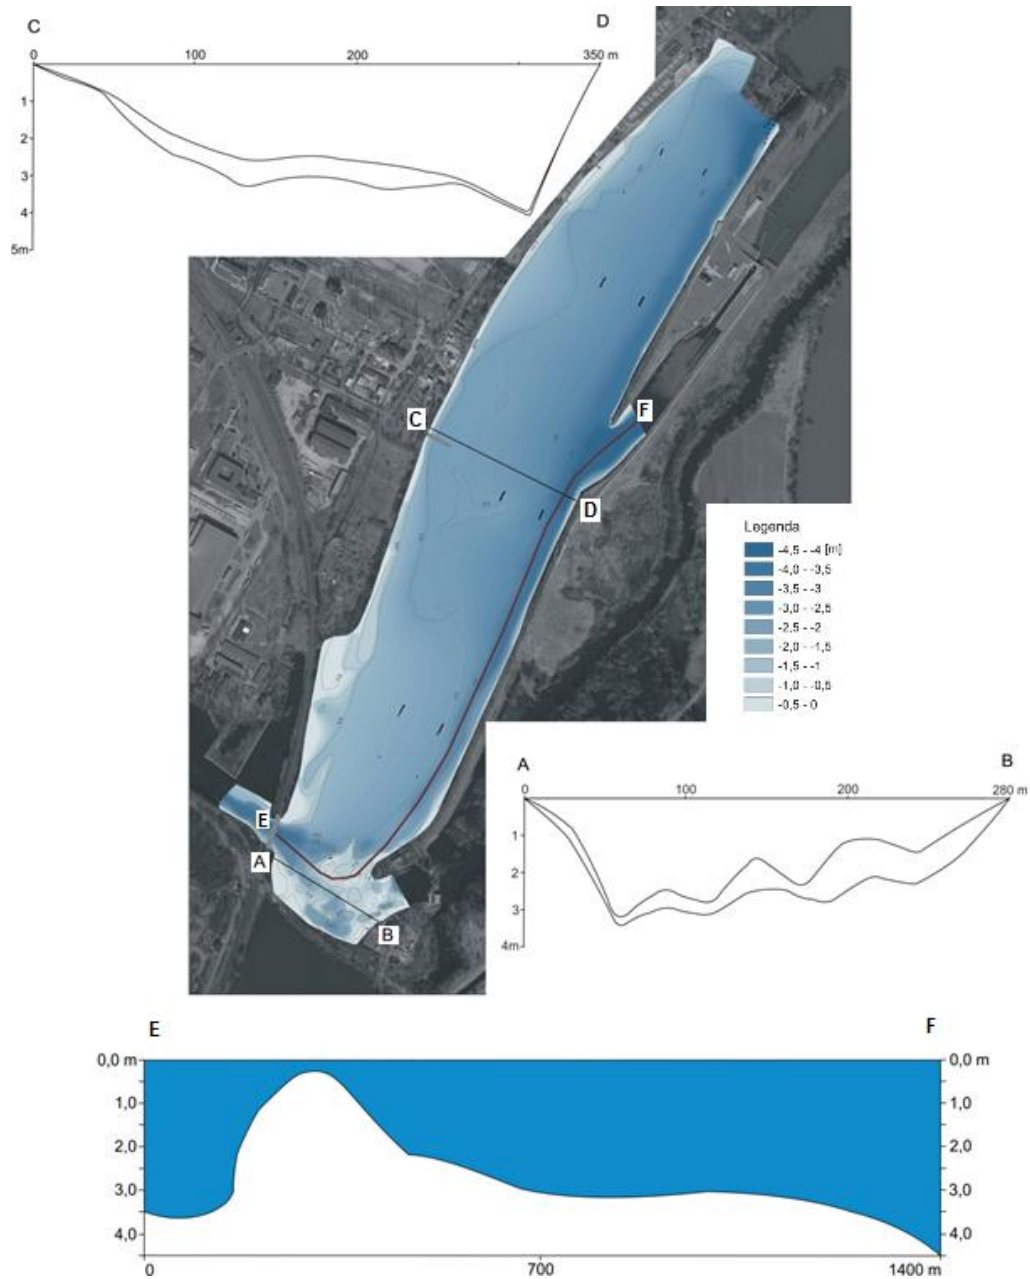 C D
0 100 200 350 m
1
2
3
4
5m
C
F
D
Legenda
-4,5 - -4 [m]
-4,0 - -3,5
-3,5 - -3
-3,0 - -2,5
-2,5 - -2
-2,0 - -1,5
-1,5 - -1
-1,0 - -0,5
-0,5 - 0
E
A
B
A B
0 100 200 280 m
1
2
3
4m
E F
0,0 m 0,0 m
1,0 1,0
2,0 2,0
3,0 3,0
4,0 4,0
0 700 1400 m